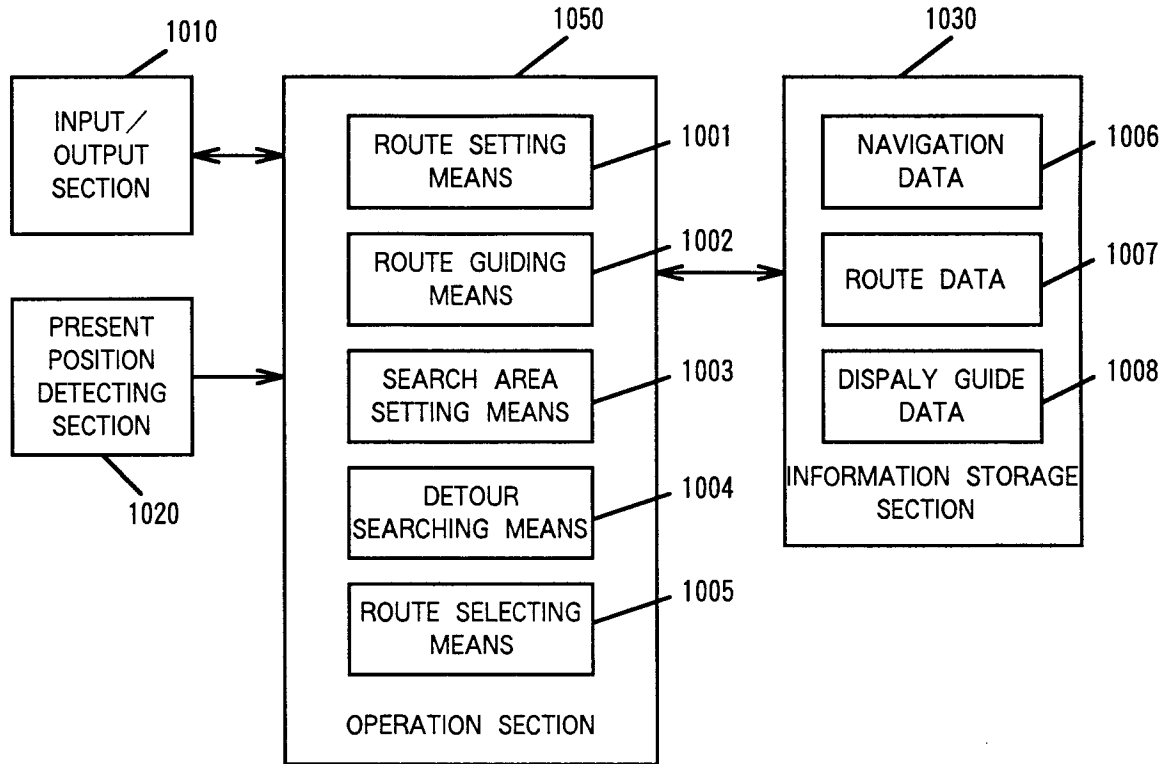 1010
INPUT/
OUTPUT
SECTION
PRESENT
POSITION
DETECTING
SECTION
1020
1050
ROUTE SETTING
MEANS
1001
ROUTE GUIDING
MEANS
1002
SEARCH AREA
SETTING MEANS
1003
DETOUR
SEARCHING MEANS
1004
ROUTE SELECTING
MEANS
1005
OPERATION SECTION
1030
NAVIGATION
DATA
1006
ROUTE DATA
1007
DISPALY GUIDE
DATA
1008
INFORMATION STORAGE
SECTION